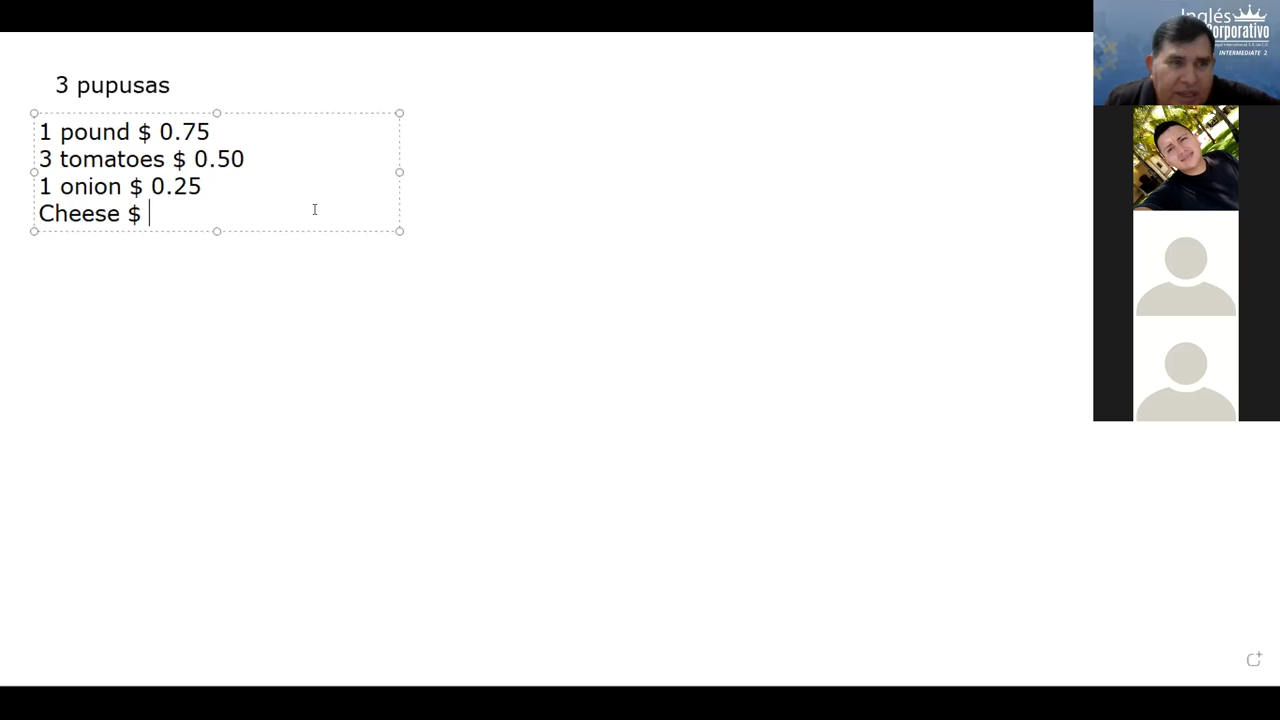 3 pupusas
1 pound $ 0.75
3 tomatoes $ 0.50
1 onion $ 0.25
Cheese $
Inglés
Corporativo
INTERMEDIATE 2